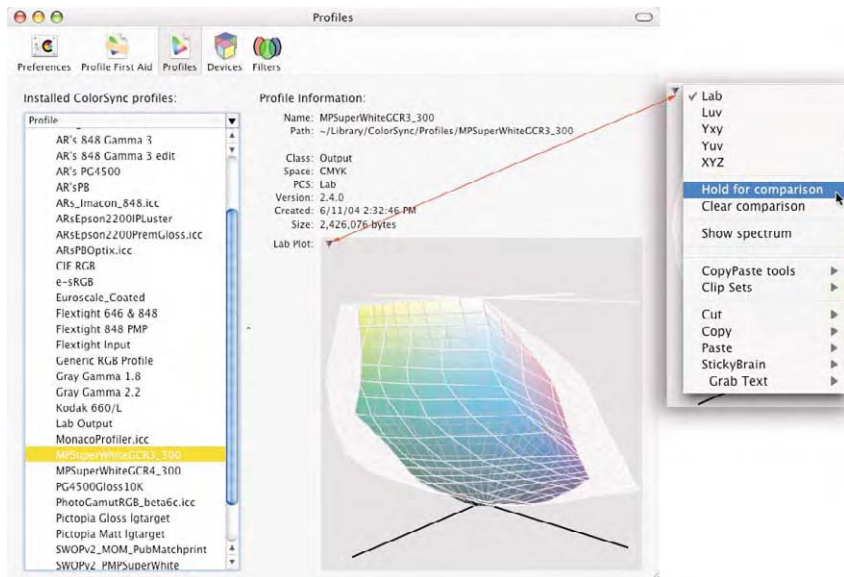 Profiles
Preferences Profile First Aid Profiles Devices Filters
Installed ColorSync profiles:
Profile
AR's 848 Gamma 3
AR's 848 Gamma 3 edit
AR's PG4500
AR'sPB
ARs_Imacon_848.icc
ARsEpson2200IPLuster
ARsEpson2200PremGloss.icc
ARsPBOptix.icc
CIE RGB
e-sRGB
Euroscale_Coated
Flextight 646 & 848
Flextight 848 PMP
Flextight Input
Generic RGB Profile
Gray Gamma 1.8
Gray Gamma 2.2
Kodak 660/L
Lab Output
MonacoProfiler.icc
MPSuperWhiteGCR3_300
MPSuperWhiteGCR4_300
PG4500Gloss10K
PhotoGamutRGB_beta6c.icc
Pictopia Gloss Igtarget
Pictopia Matt Igtarget
SWOPv2_MOM_PubMatchprint
SWOPv2_PMPSuperWhite
Profile Information:
Name: MPSuperWhiteGCR3_300
Path: ~/Library/ColorSync/Profiles/MPSuperWhiteGCR3_300
Class: Output
Space: CMYK
PCS: Lab
Version: 2.4.0
Created: 6/11/04 2:32:46 PM
Size: 2,426,076 bytes
Lab Plot:
✓ Lab
Luv
Yxy
Yuv
XYZ
Hold for comparison
Clear comparison
Show spectrum
CopyPaste tools
Clip Sets
Cut
Copy
Paste
StickyBrain
Grab Text